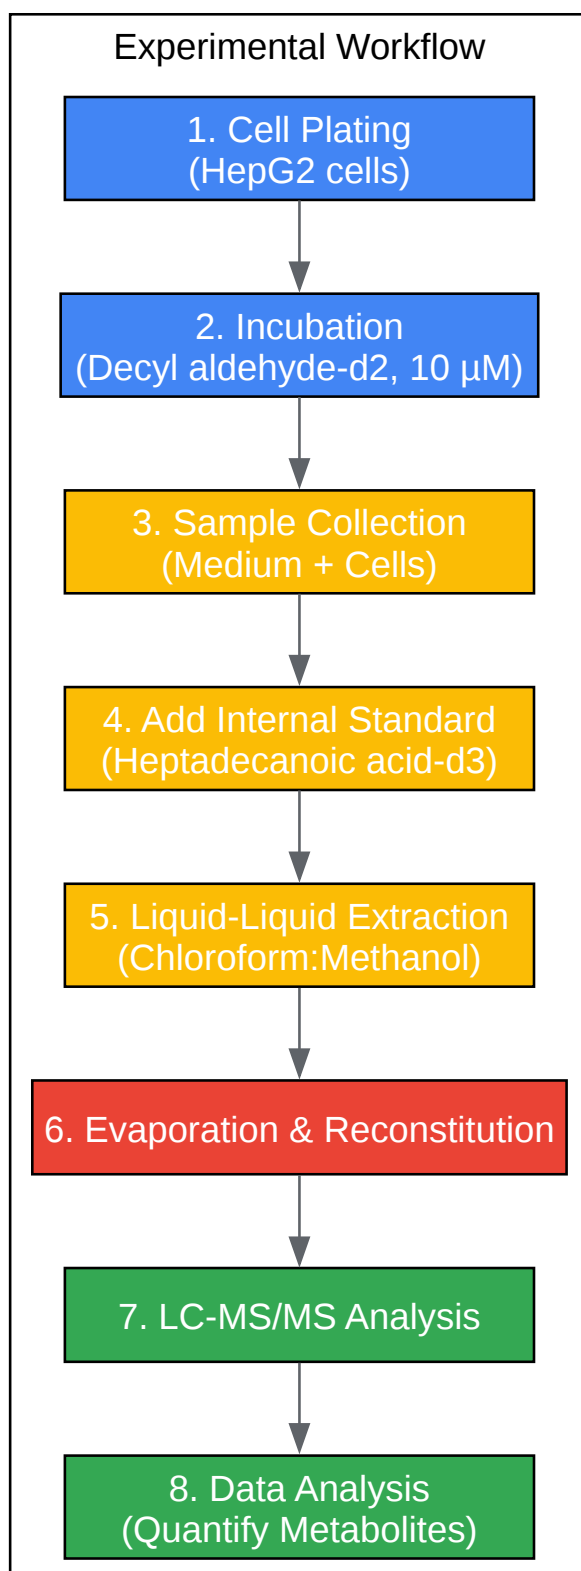 Experimental Workflow
1. Cell Plating
(HepG2 cells)
2. Incubation
(Decyl aldehyde-d2, 10 µM)
3. Sample Collection
(Medium + Cells)
4. Add Internal Standard
(Heptadecanoic acid-d3)
5. Liquid-Liquid Extraction
(Chloroform:Methanol)
6. Evaporation & Reconstitution
7. LC-MS/MS Analysis
8. Data Analysis
(Quantify Metabolites)